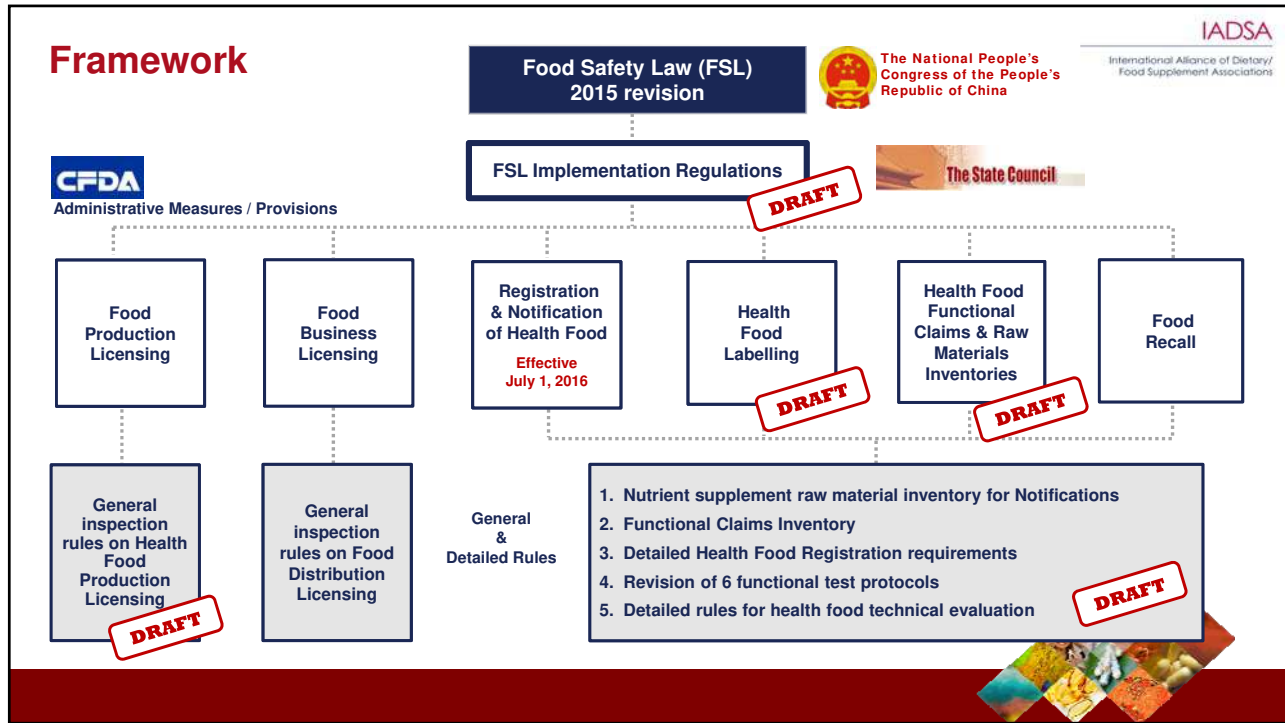 Framework
Food Safety Law (FSL)
2015 revision
The National People's
Congress of the People's
Republic of China
IADSA
International Alliance of Dietary/
Food Supplement Associations
CFDA
Administrative Measures / Provisions
FSL Implementation Regulations
DRAFT
The State Council
Food
Production
Licensing
Food
Business
Licensing
Registration
& Notification
of Health Food
Effective
July 1, 2016
Health
Food
Labelling
DRAFT
Health Food
Functional
Claims & Raw
Materials
Inventories
DRAFT
Food
Recall
General
inspection
rules on Health
Food
Production
Licensing
DRAFT
General
inspection
rules on Food
Distribution
Licensing
General
&
Detailed Rules
1. Nutrient supplement raw material inventory for Notifications
2. Functional Claims Inventory
3. Detailed Health Food Registration requirements
4. Revision of 6 functional test protocols
5. Detailed rules for health food technical evaluation
DRAFT